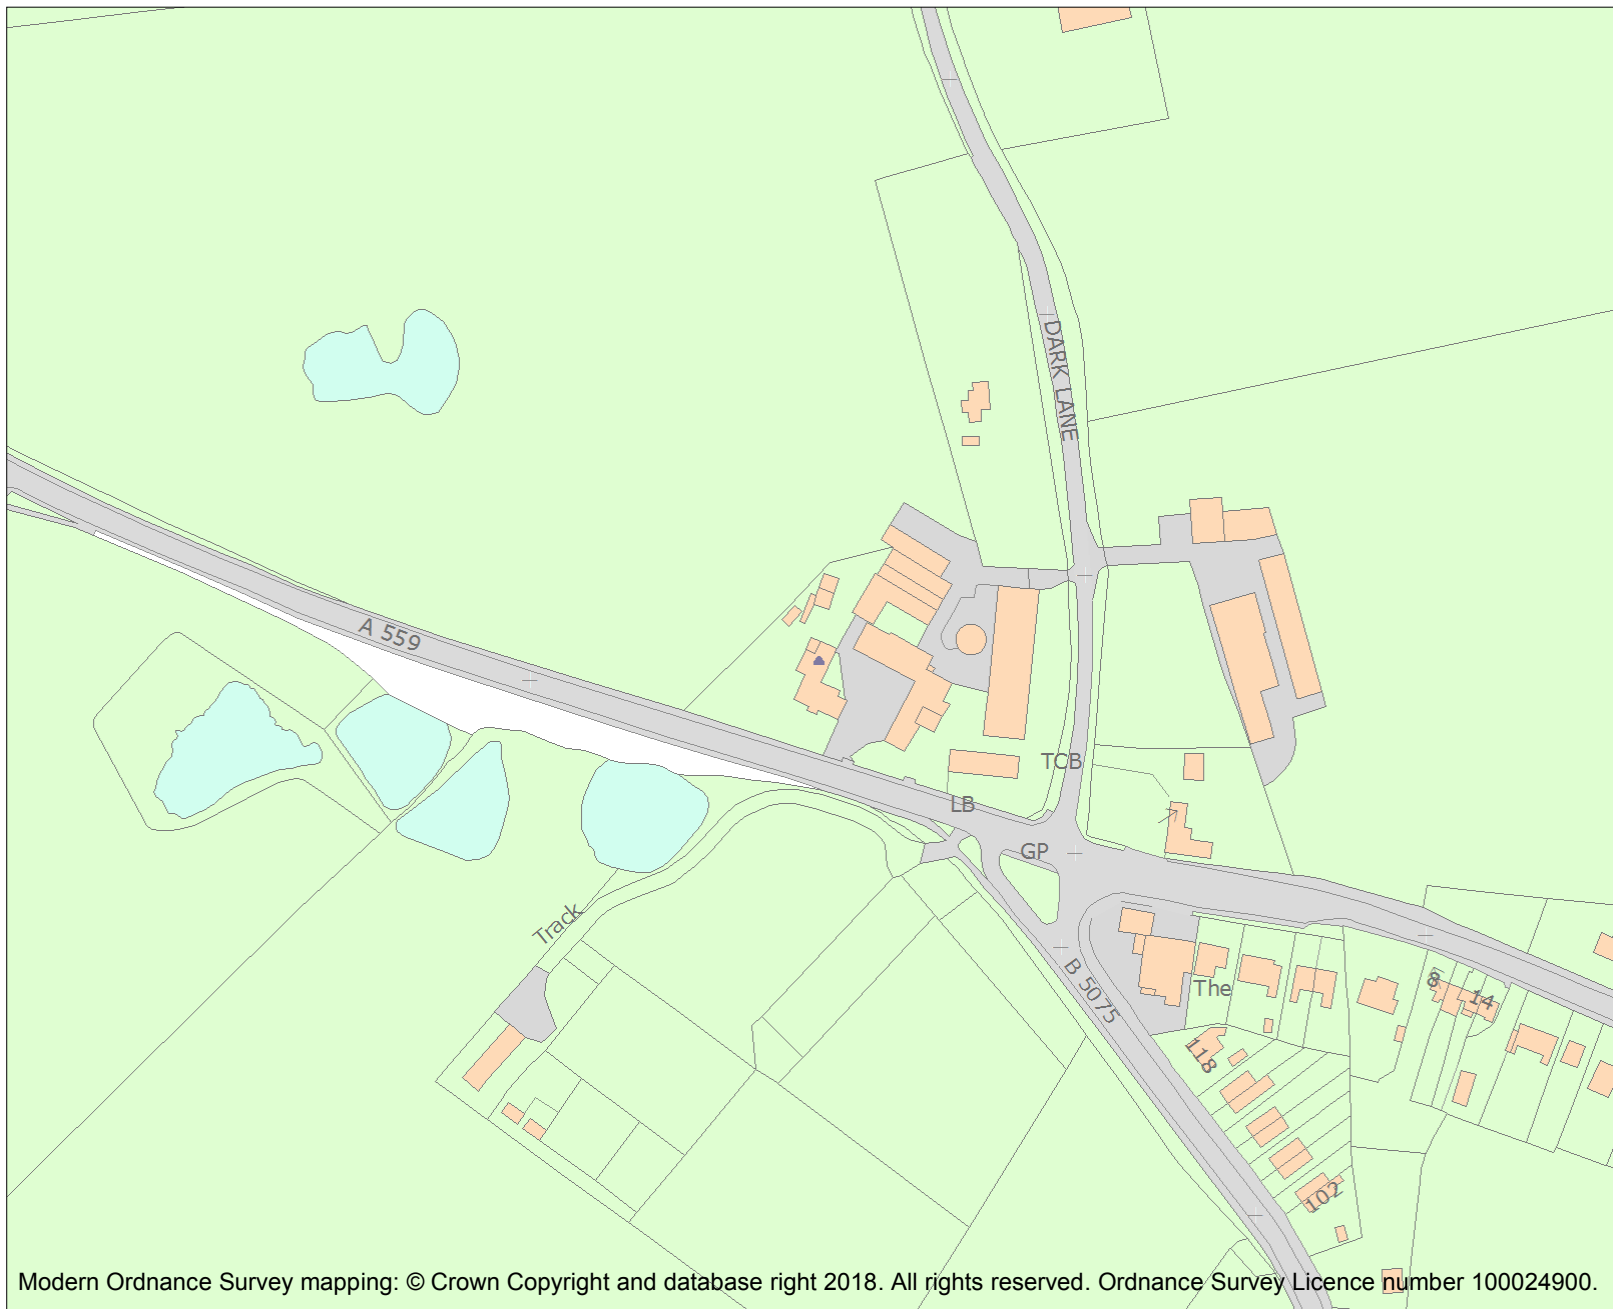 DARK LANE
A 559
TCB
LB
GP
Track
B 5075
The
8
14
118
102
Modern Ordnance Survey mapping: © Crown Copyright and database right 2018. All rights reserved. Ordnance Survey Licence number 100024900.